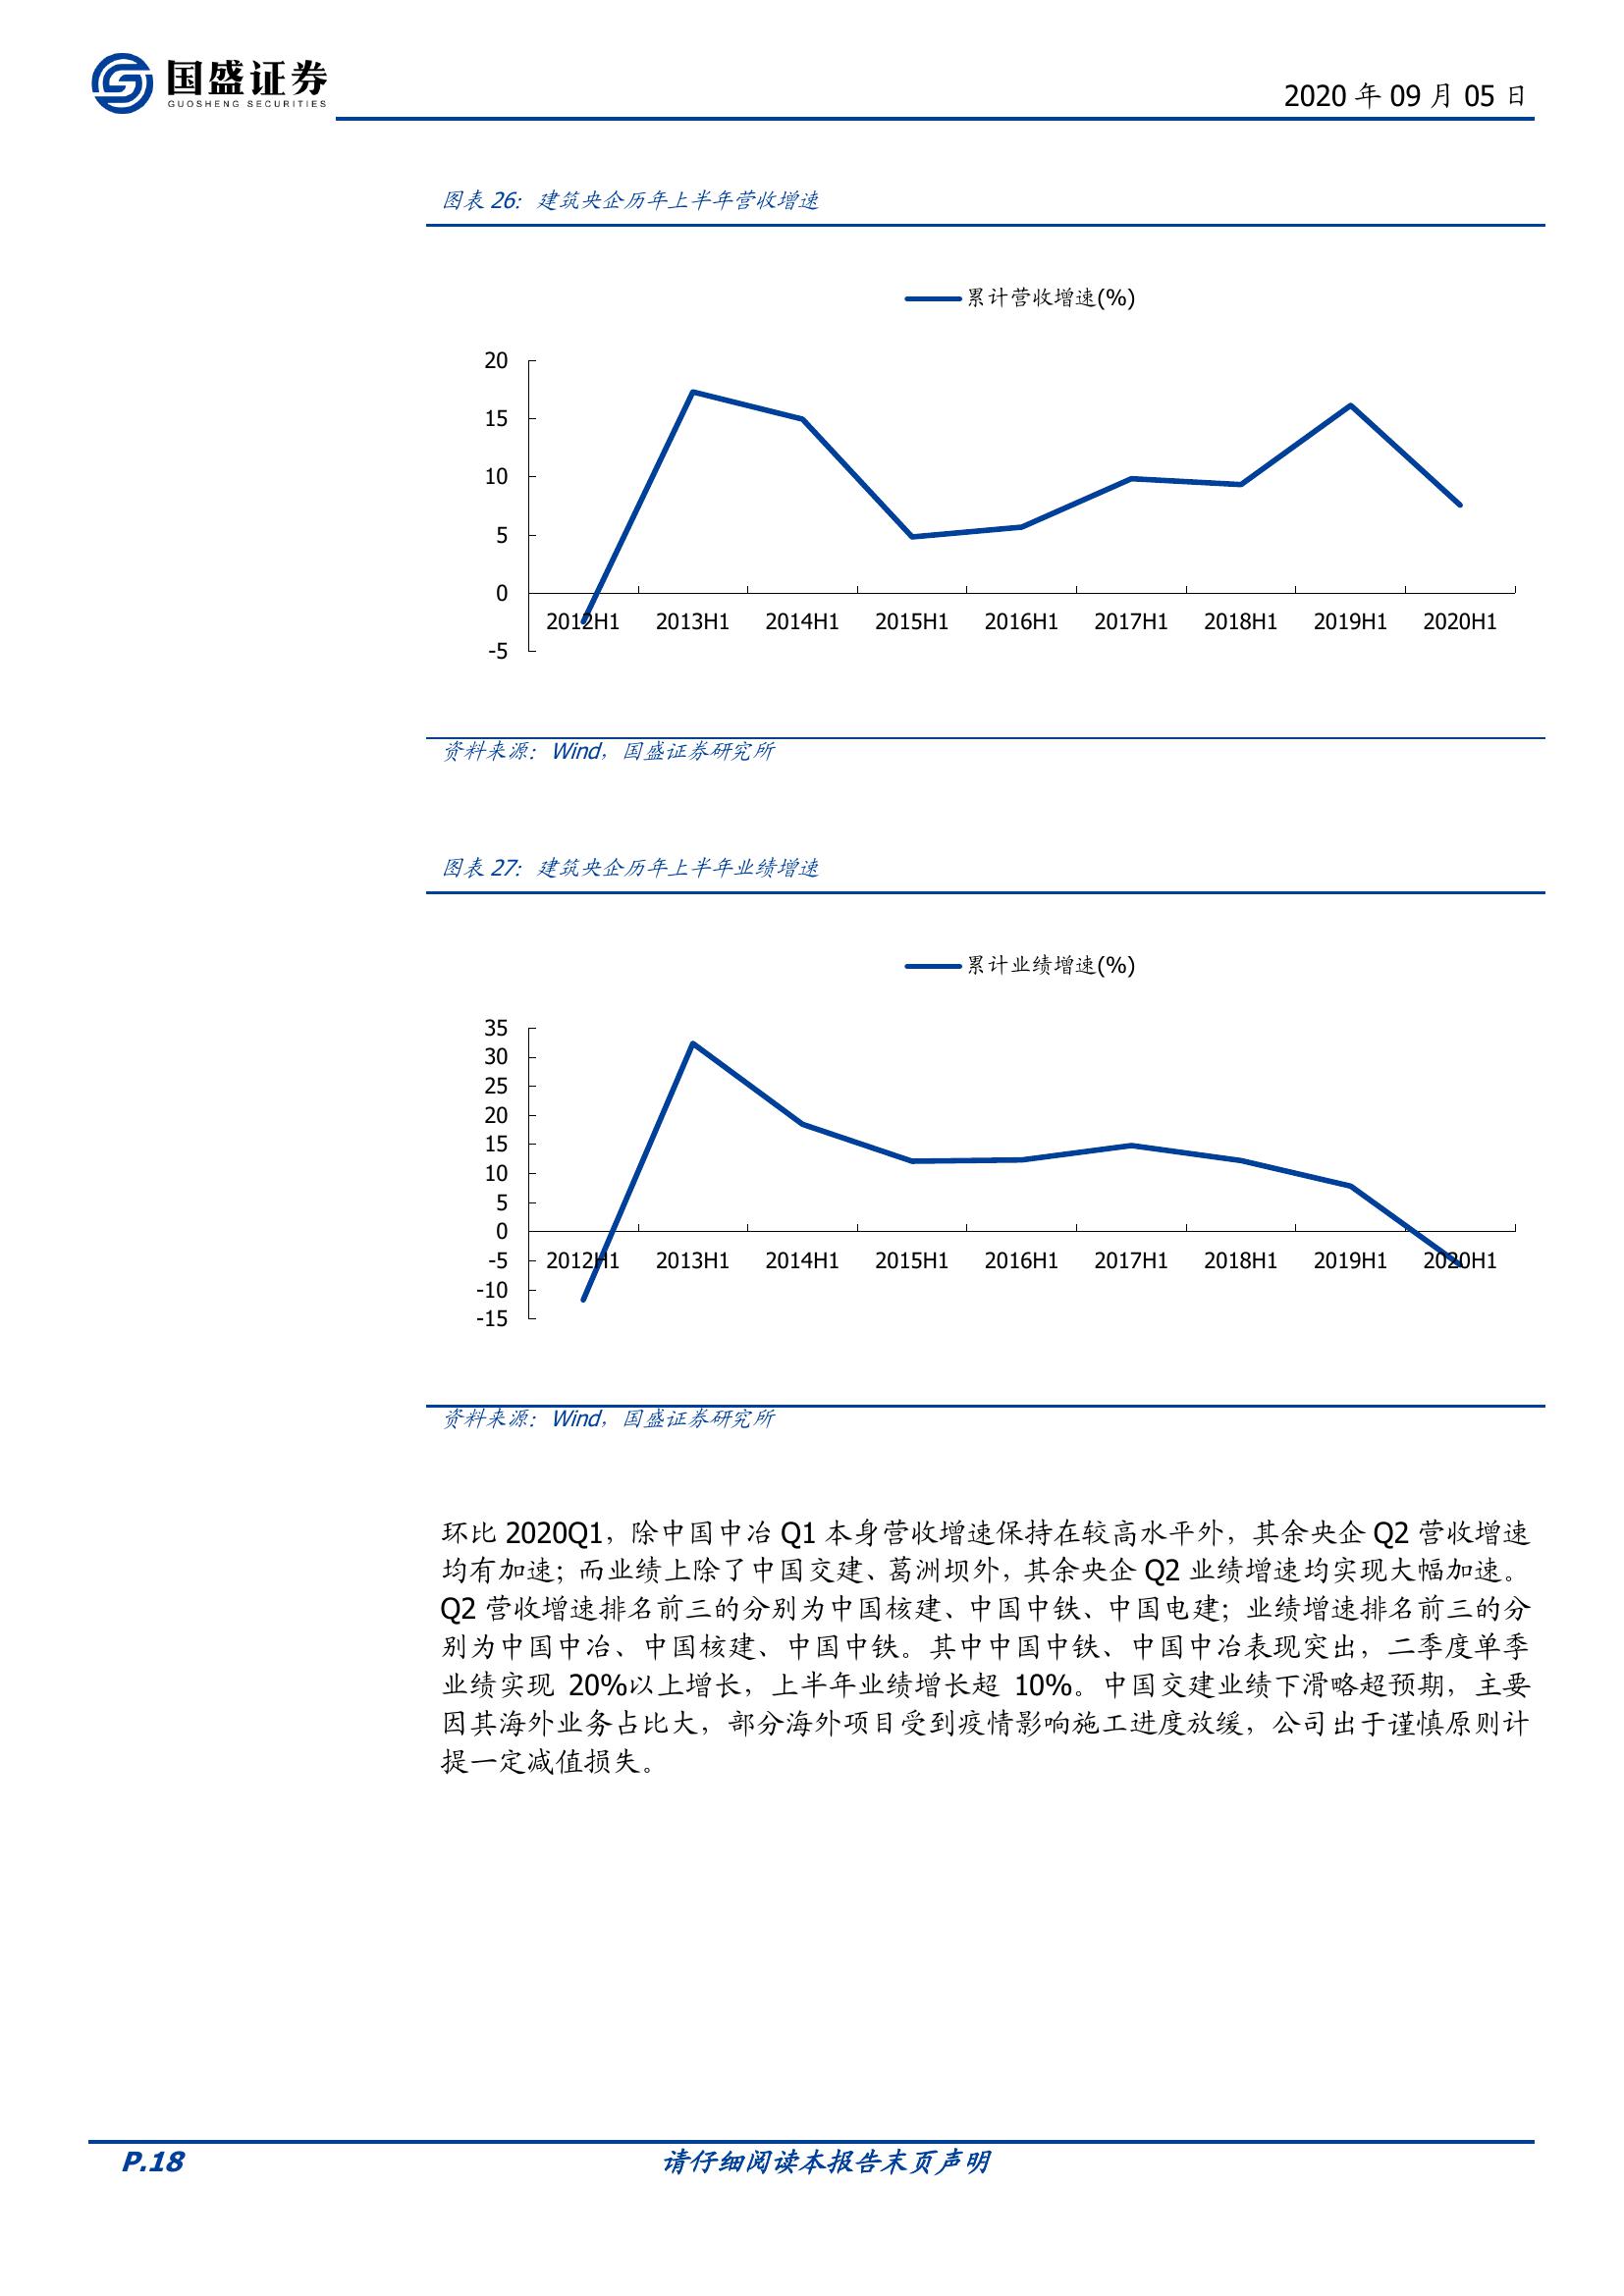 国盛证券
GUOSHENG SECURITIES
2020 年 09 月 05 日
图表 26：建筑央企历年上半年营收增速
累计营收增速(%)
20
15
10
5
0
-5
2012H1 2013H1 2014H1 2015H1 2016H1 2017H1 2018H1 2019H1 2020H1
资料来源：Wind，国盛证券研究所
图表 27：建筑央企历年上半年业绩增速
累计业绩增速(%)
35
30
25
20
15
10
5
0
-5
-10
-15
2012H1 2013H1 2014H1 2015H1 2016H1 2017H1 2018H1 2019H1 2020H1
资料来源：Wind，国盛证券研究所
环比 2020Q1，除中国中冶 Q1 本身营收增速保持在较高水平外，其余央企 Q2 营收增速
均有加速；而业绩上除了中国交建、葛洲坝外，其余央企 Q2 业绩增速均实现大幅加速。
Q2 营收增速排名前三的分别为中国核建、中国中铁、中国电建；业绩增速排名前三的分
别为中国中冶、中国核建、中国中铁。其中中国中铁、中国中冶表现突出，二季度单季
业绩实现 20%以上增长，上半年业绩增长超 10%。中国交建业绩下滑略超预期，主要
因其海外业务占比大，部分海外项目受到疫情影响施工进度放缓，公司出于谨慎原则计
提一定减值损失。
P.18
请仔细阅读本报告末页声明